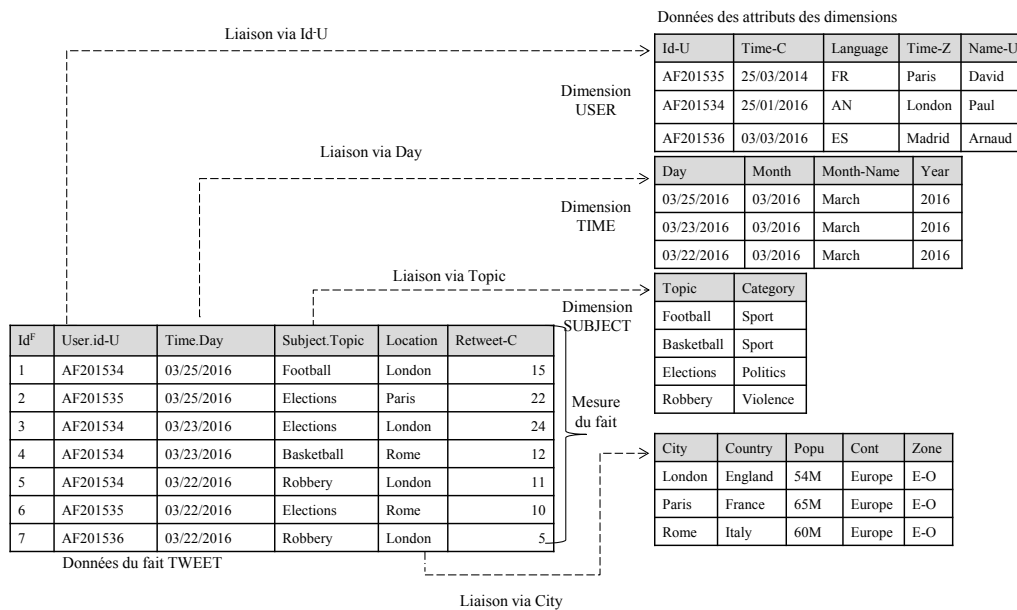 Données des attributs des dimensions
Liaison via Id-U
Id-U Time-C Language Time-Z Name-U
AF201535 25/03/2014 FR Paris David
AF201534 25/01/2016 AN London Paul
AF201536 03/03/2016 ES Madrid Arnaud
Dimension
USER
Liaison via Day
Day Month Month-Name Year
03/25/2016 03/2016 March 2016
03/23/2016 03/2016 March 2016
03/22/2016 03/2016 March 2016
Dimension
TIME
Liaison via Topic
Topic Category
Football Sport
Basketball Sport
Elections Politics
Robbery Violence
Dimension
SUBJECT
IdF User.id-U Time.Day Subject.Topic Location Retweet-C
1 AF201534 03/25/2016 Football London 15
2 AF201535 03/25/2016 Elections Paris 22
3 AF201534 03/23/2016 Elections London 24
4 AF201534 03/23/2016 Basketball Rome 12
5 AF201534 03/22/2016 Robbery London 11
6 AF201535 03/22/2016 Elections Rome 10
7 AF201536 03/22/2016 Robbery London 5
Mesure
du fait
City Country Popu Cont Zone
London England 54M Europe E-O
Paris France 65M Europe E-O
Rome Italy 60M Europe E-O
Données du fait TWEET
Liaison via City